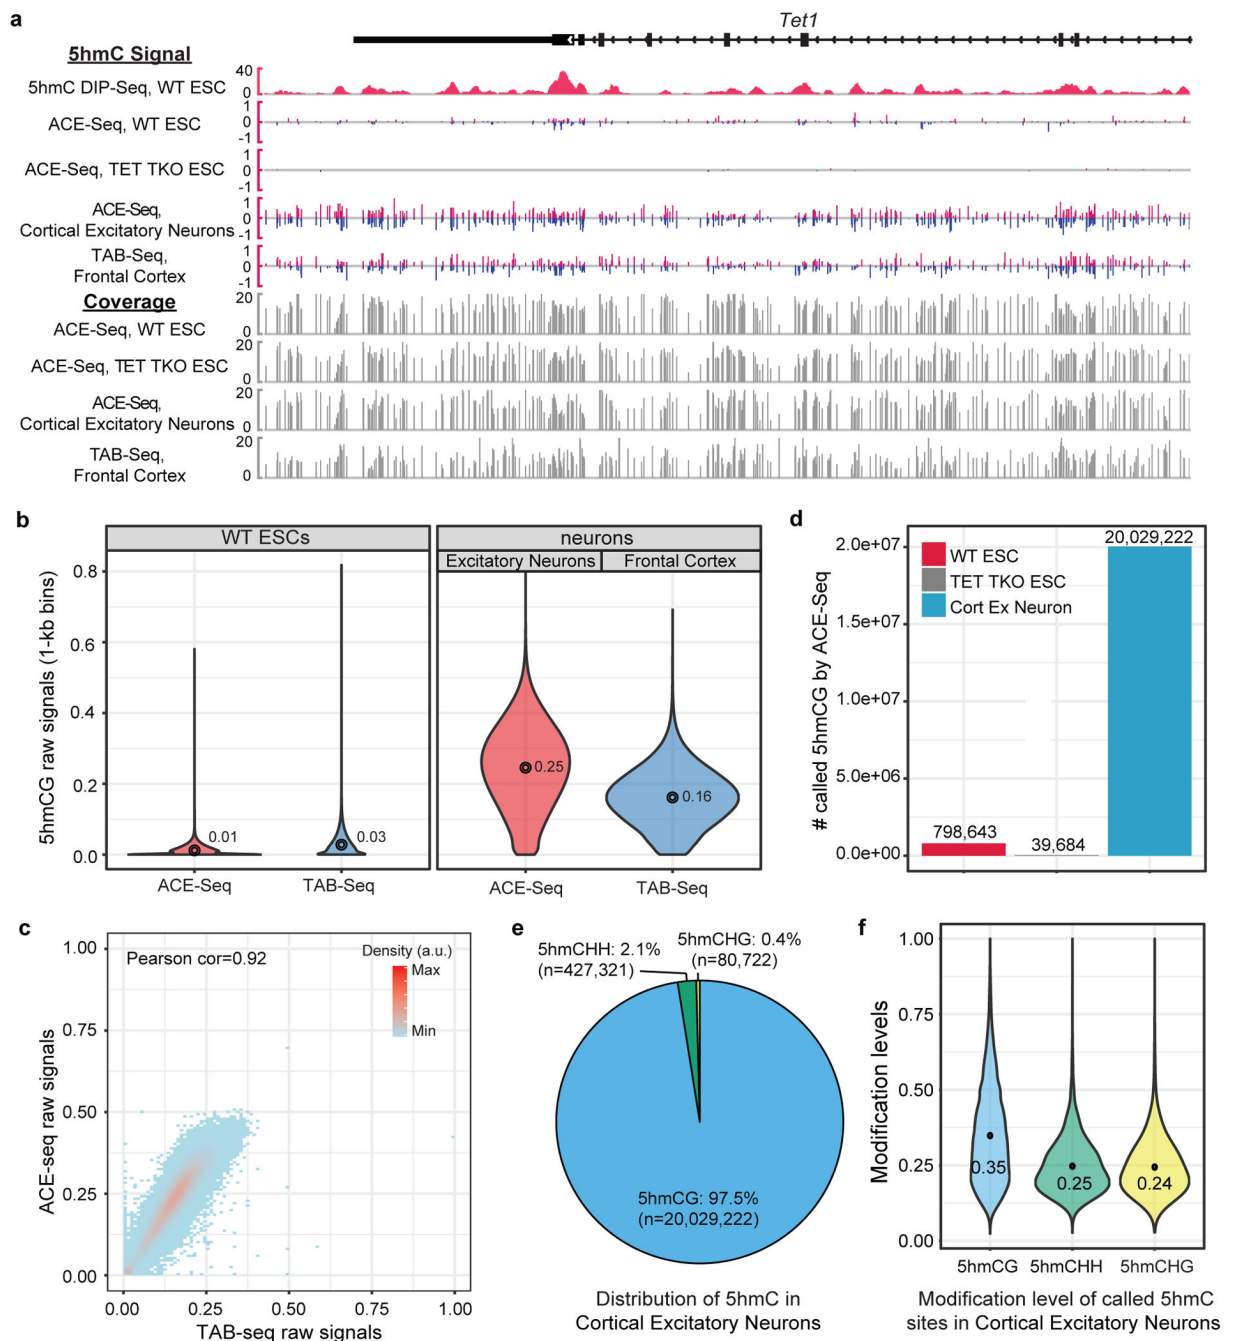 a
Tet1
5hmC Signal
5hmC DIP-Seq, WT ESC
40
0
ACE-Seq, WT ESC
1
0
-1
ACE-Seq, TET TKO ESC
1
0
-1
ACE-Seq,
Cortical Excitatory Neurons
1
0
-1
TAB-Seq,
Frontal Cortex
1
0
-1
Coverage
ACE-Seq, WT ESC
20
0
ACE-Seq, TET TKO ESC
20
0
ACE-Seq,
Cortical Excitatory Neurons
20
0
TAB-Seq,
Frontal Cortex
20
0
b
WT ESCs
neurons
Excitatory Neurons
Frontal Cortex
5hmCG raw signals (1-kb bins)
0.8
0.6
0.4
0.2
0.0
0.01
0.03
0.25
0.16
ACE-Seq
TAB-Seq
ACE-Seq
TAB-Seq
d
# called 5hmCG by ACE-Seq
2.0e+07
1.5e+07
1.0e+07
5.0e+06
0.0e+00
WT ESC
TET TKO ESC
Cort Ex Neuron
798,643
39,684
20,029,222
c
Pearson cor=0.92
Density (a.u.)
Max
Min
ACE-seq raw signals
1.00
0.75
0.50
0.25
0.00
0.00
0.25
0.50
0.75
1.00
TAB-seq raw signals
e
5hmCHH: 2.1%
(n=427,321)
5hmCHG: 0.4%
(n=80,722)
5hmCG: 97.5%
(n=20,029,222)
Distribution of 5hmC in
Cortical Excitatory Neurons
f
Modification levels
1.00
0.75
0.50
0.25
0.00
0.35
0.25
0.24
5hmCG
5hmCHH
5hmCHG
Modification level of called 5hmC
sites in Cortical Excitatory Neurons